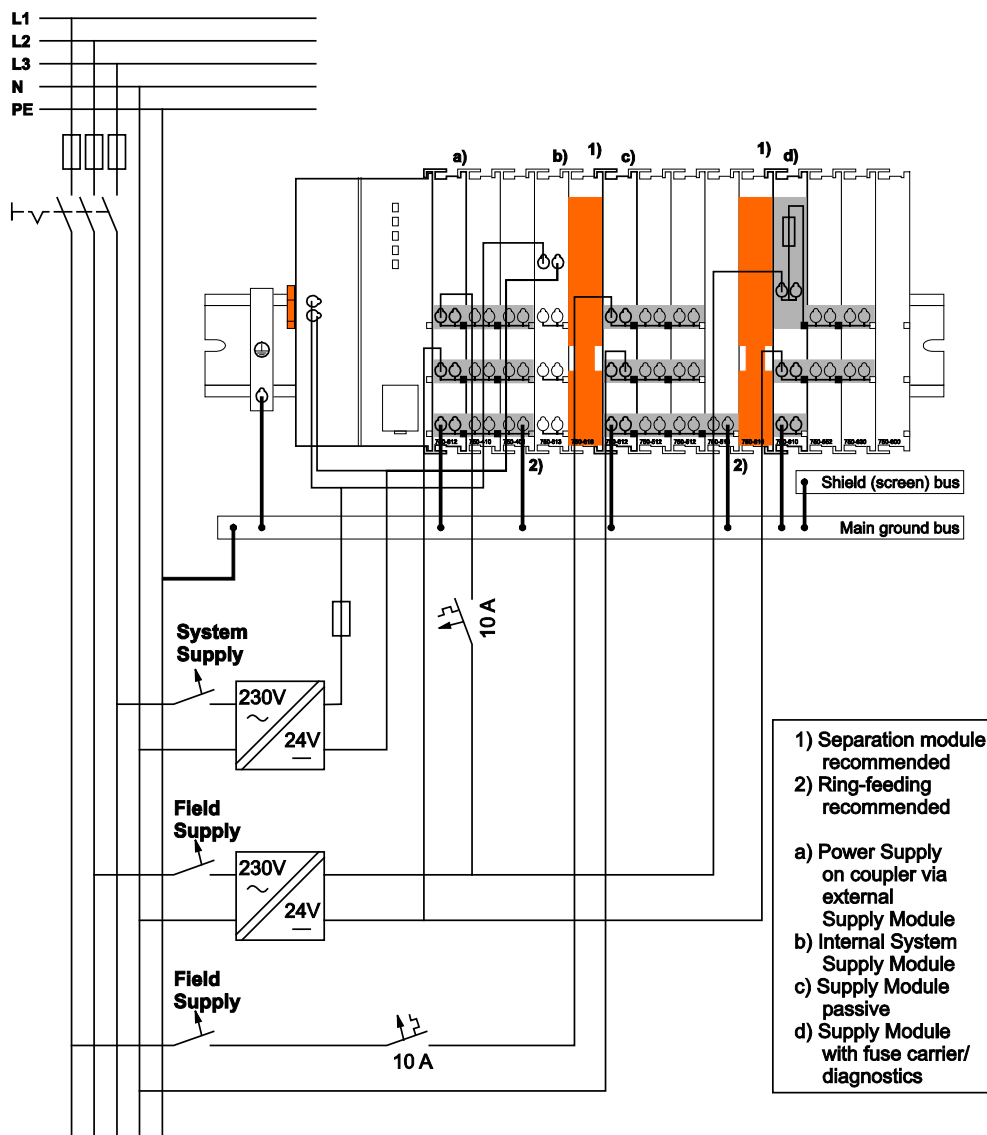 L1
L2
L3
N
PE
a)
b)
1)
c)
1)
d)
2)
2)
Shield (screen) bus
Main ground bus
10 A
System
Supply
230V
24V
Field
Supply
230V
24V
Field
Supply
10 A
1) Separation module
recommended
2) Ring-feeding
recommended
a) Power Supply
on coupler via
external
Supply Module
b) Internal System
Supply Module
c) Supply Module
passive
d) Supply Module
with fuse carrier/
diagnostics